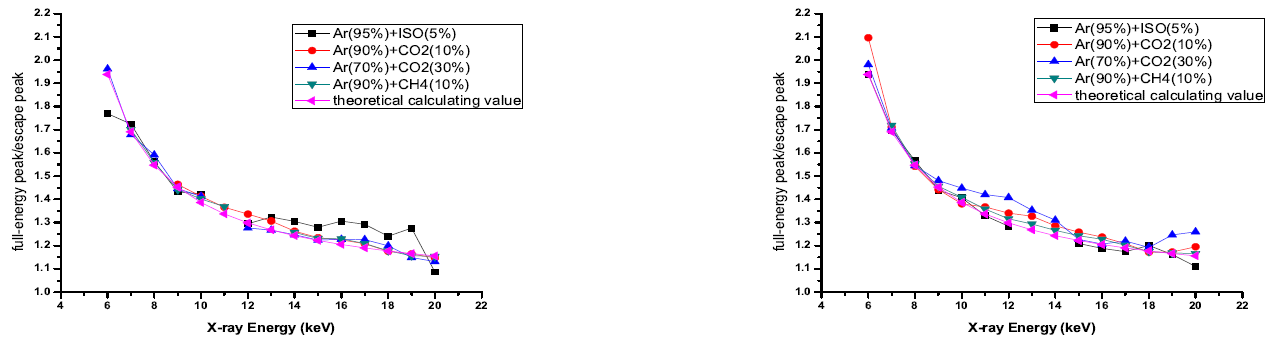 2.2
2.1
2.0
1.9
1.8
1.7
1.6
1.5
1.4
1.3
1.2
1.1
1.0
full-energy peak/escape peak
4 6 8 10 12 14 16 18 20 22
X-ray Energy (keV)
Ar(95%)+ISO(5%)
Ar(90%)+CO2(10%)
Ar(70%)+CO2(30%)
Ar(90%)+CH4(10%)
theoretical calculating value
2.2
2.1
2.0
1.9
1.8
1.7
1.6
1.5
1.4
1.3
1.2
1.1
1.0
full-energy peak/escape peak
4 6 8 10 12 14 16 18 20 22
X-ray Energy (keV)
Ar(95%)+ISO(5%)
Ar(90%)+CO2(10%)
Ar(70%)+CO2(30%)
Ar(90%)+CH4(10%)
theoretical calculating value